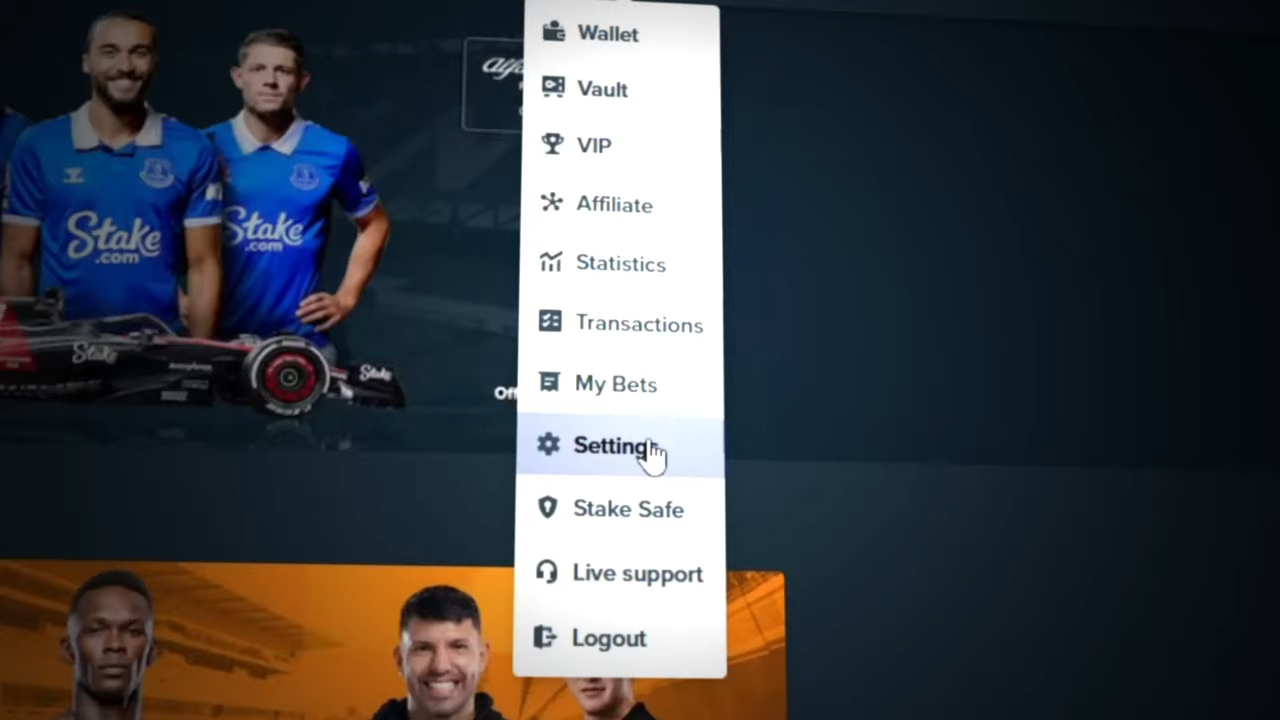 Wallet
Vault
VIP
Affiliate
Statistics
Transactions
My Bets
Settings
Stake Safe
Live support
Logout
Stake
.com
Stake
.com
Stake
Stake